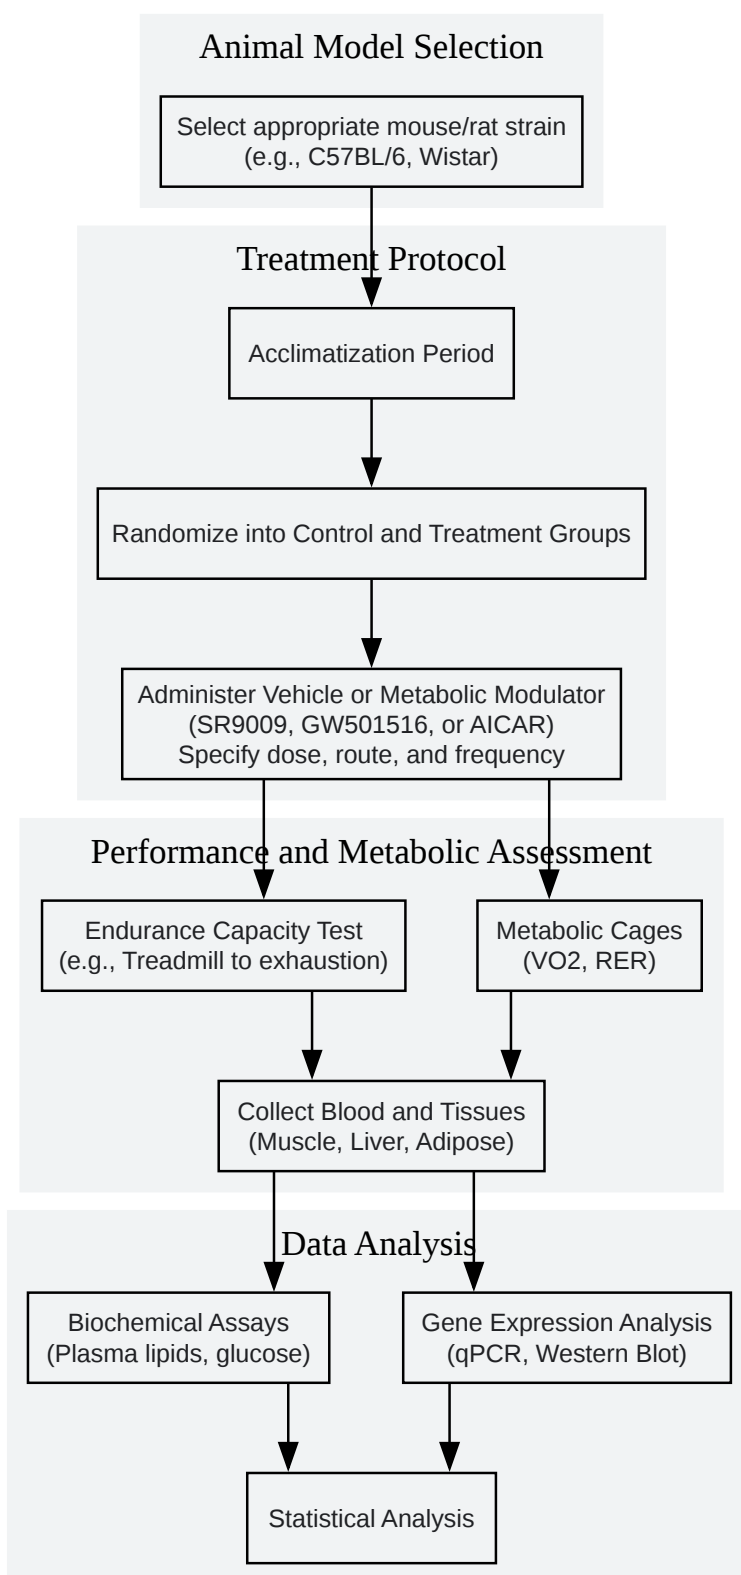 Animal Model Selection
Select appropriate mouse/rat strain
(e.g., C57BL/6, Wistar)
Treatment Protocol
Acclimatization Period
Randomize into Control and Treatment Groups
Administer Vehicle or Metabolic Modulator
(SR9009, GW501516, or AICAR)
Specify dose, route, and frequency
Performance and Metabolic Assessment
Endurance Capacity Test
(e.g., Treadmill to exhaustion)
Metabolic Cages
(VO2, RER)
Collect Blood and Tissues
(Muscle, Liver, Adipose)
Data Analysis
Biochemical Assays
(Plasma lipids, glucose)
Gene Expression Analysis
(qPCR, Western Blot)
Statistical Analysis